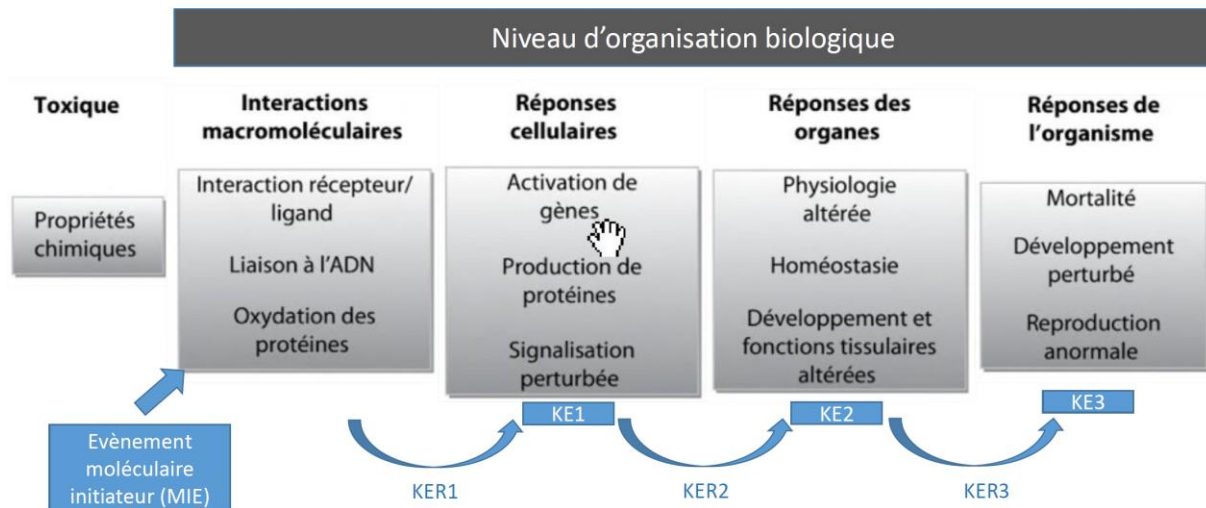 Niveau d'organisation biologique
Toxique
Propriétés
chimiques
Interactions
macromoléculaires
Interaction récepteur/
ligand
Liaison à l'ADN
Oxydation des
protéines
Réponses
cellulaires
Activation de
gènes
Production de
protéines
Signalisation
perturbée
Réponses des
organes
Physiologie
altérée
Homéostasie
Développement et
fonctions tissulaires
altérées
Réponses de
l'organisme
Mortalité
Développement
perturbé
Reproduction
anormale
KE1
KE2
KE3
Evènement
moléculaire
initiateur (MIE)
KER1
KER2
KER3